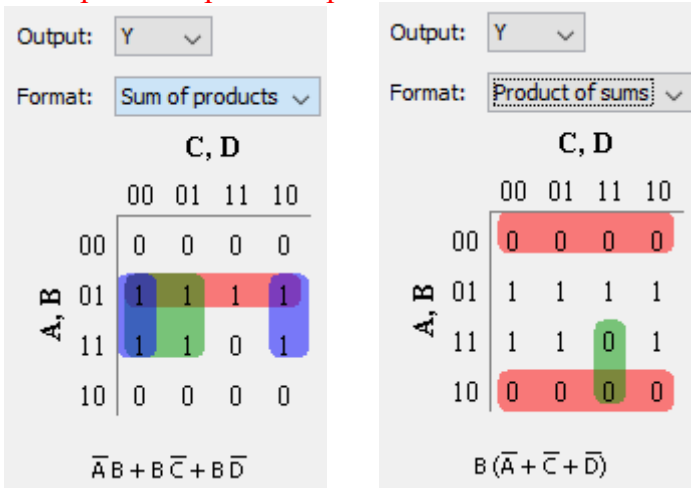 Output: Y
Format: Sum of products
C, D
00 01 11 10
00 0 0 0 0
A, B
01 1 1 1 1
11 1 1 0 1
10 0 0 0 0
A̅ B + B C̅ + B D̅
Output: Y
Format: Product of sums
C, D
00 01 11 10
00 0 0 0 0
A, B
01 1 1 1 1
11 1 1 0 1
10 0 0 0 0
B (A̅ + C̅ + D̅)